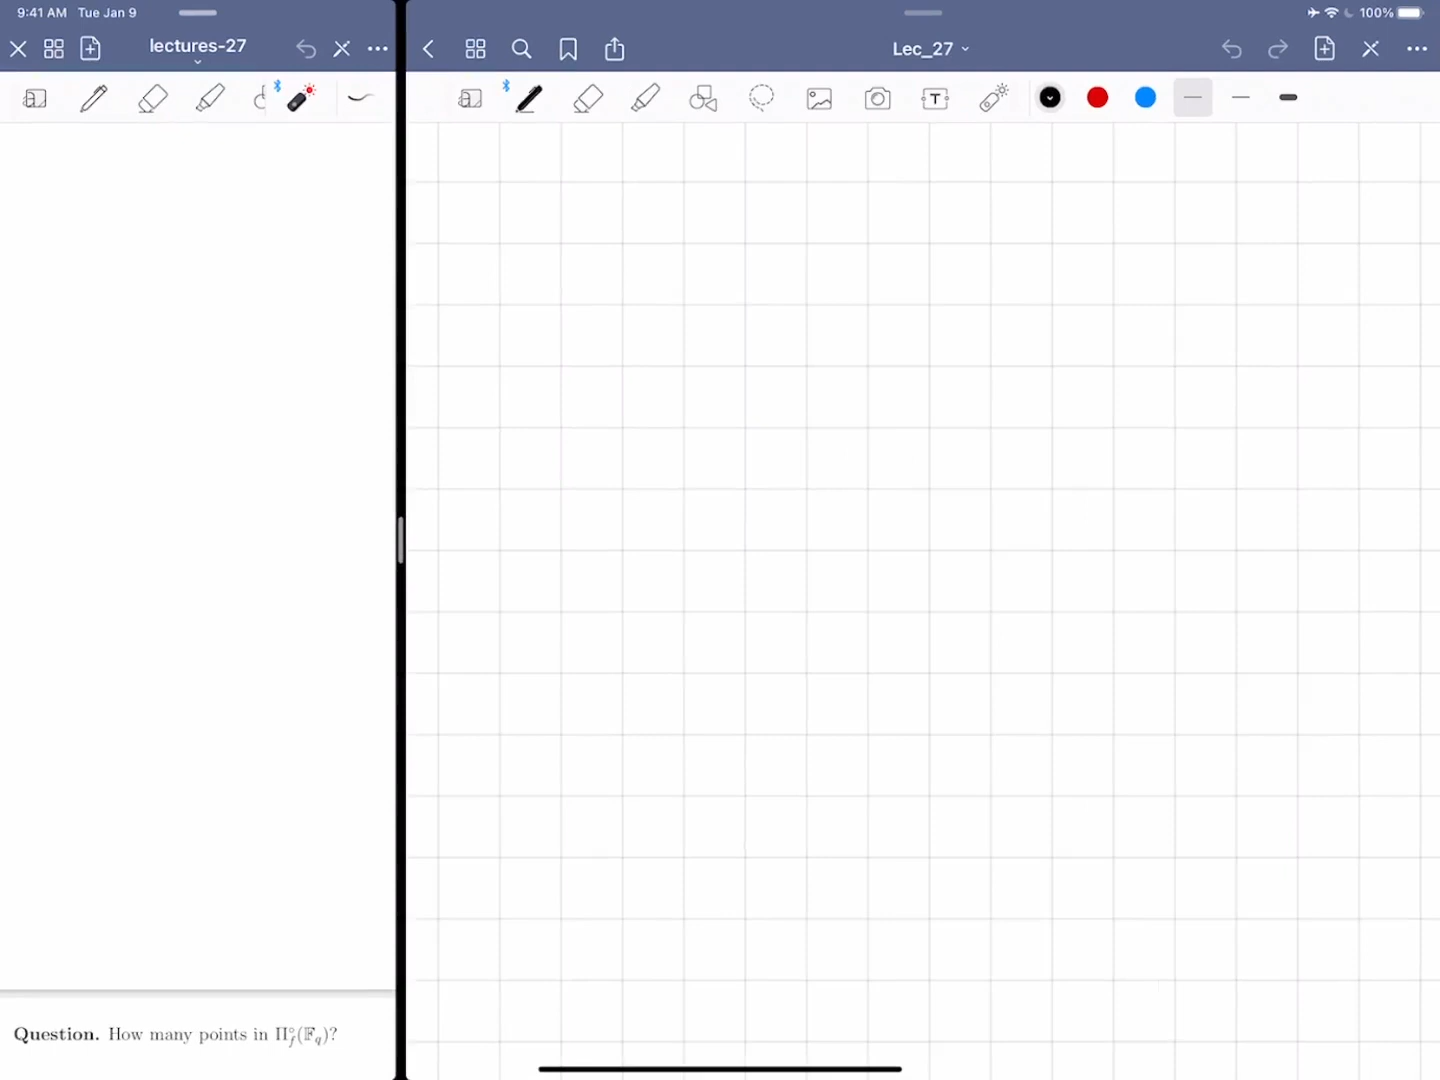 9:41 AM Tue Jan 9
100%
lectures-27
Lec_27
T
Question. How many points in Π°_f(𝔽_q)?